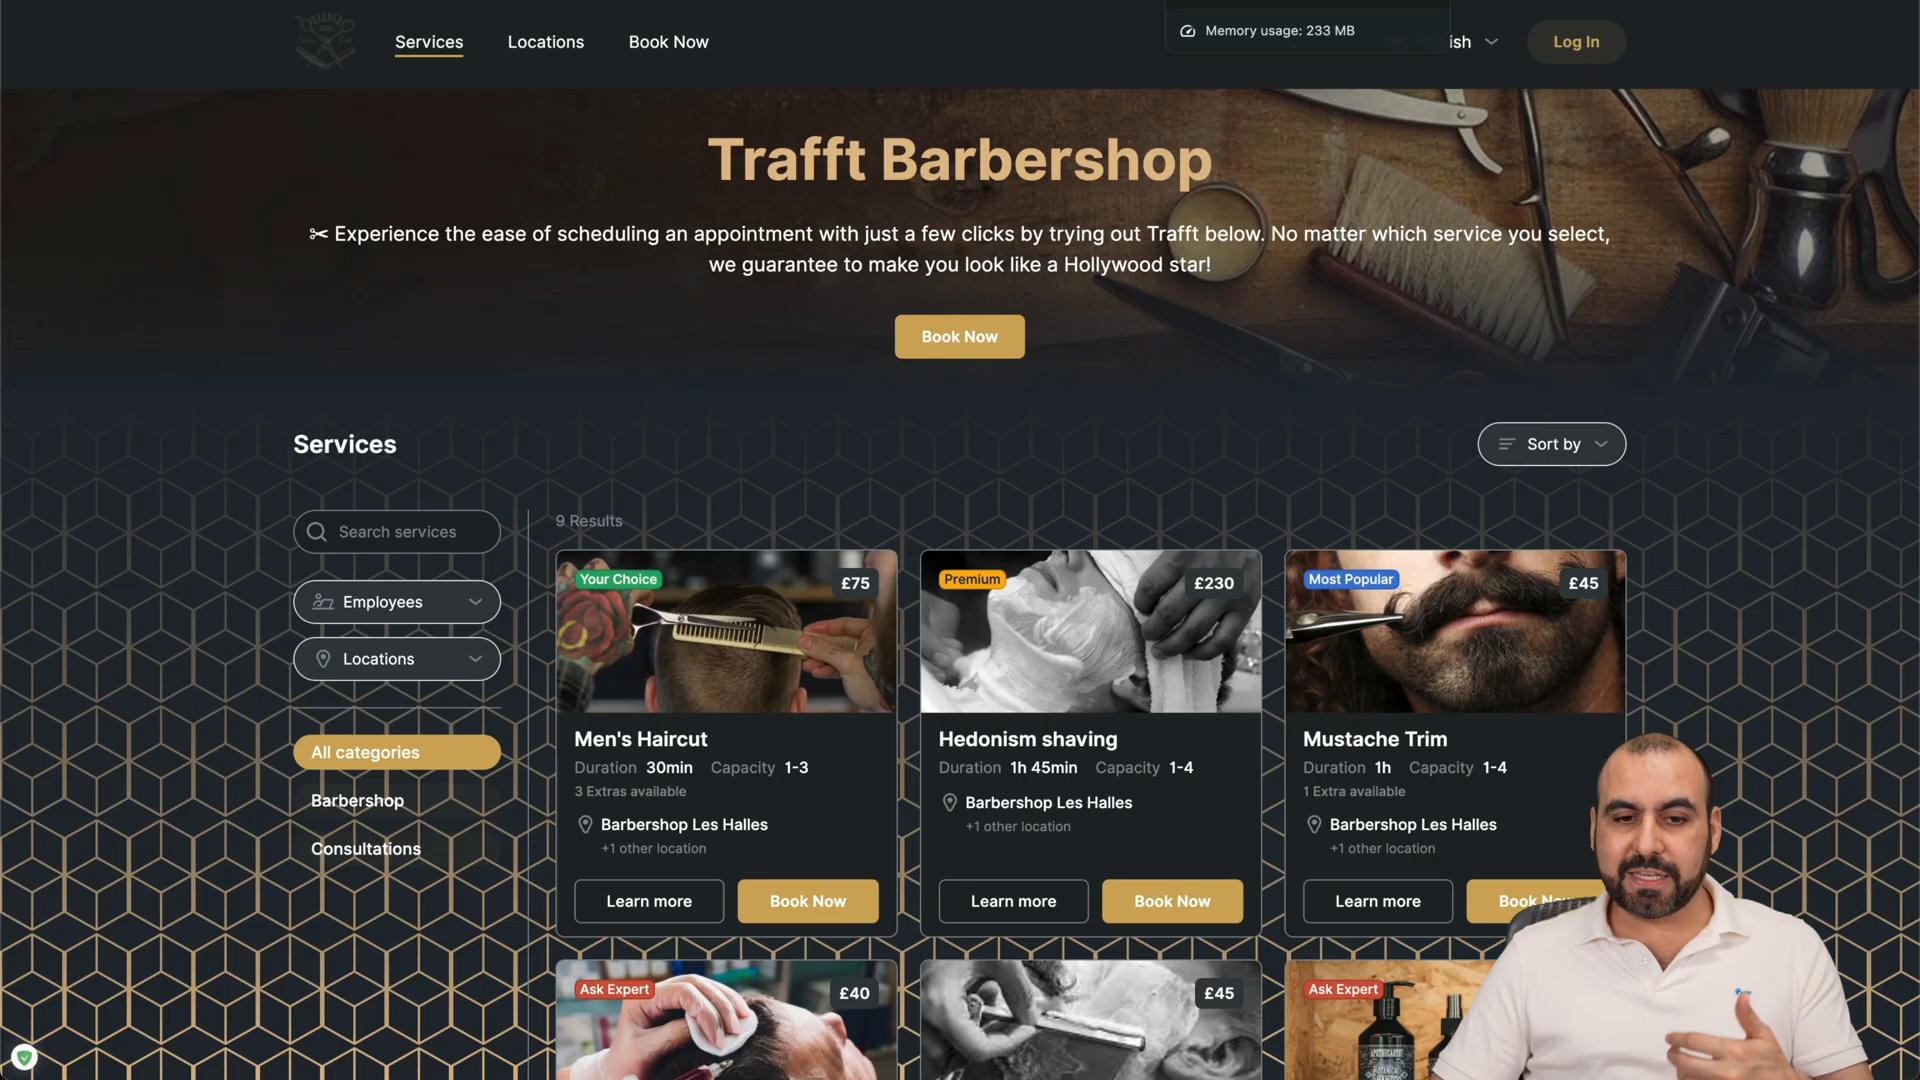 Services
Locations
Book Now
Memory usage: 233 MB
English
Log In
Trafft Barbershop
✂ Experience the ease of scheduling an appointment with just a few clicks by trying out Trafft below. No matter which service you select,
we guarantee to make you look like a Hollywood star!
Book Now
Services
Sort by
Search services
Employees
Locations
All categories
Barbershop
Consultations
9 Results
Your Choice
£75
Men's Haircut
Duration 30min Capacity 1-3
3 Extras available
Barbershop Les Halles
+1 other location
Learn more
Book Now
Premium
£230
Hedonism shaving
Duration 1h 45min Capacity 1-4
Barbershop Les Halles
+1 other location
Learn more
Book Now
Most Popular
£45
Mustache Trim
Duration 1h Capacity 1-4
1 Extra available
Barbershop Les Halles
+1 other location
Learn more
Book Now
Ask Expert
£40
£45
Ask Expert